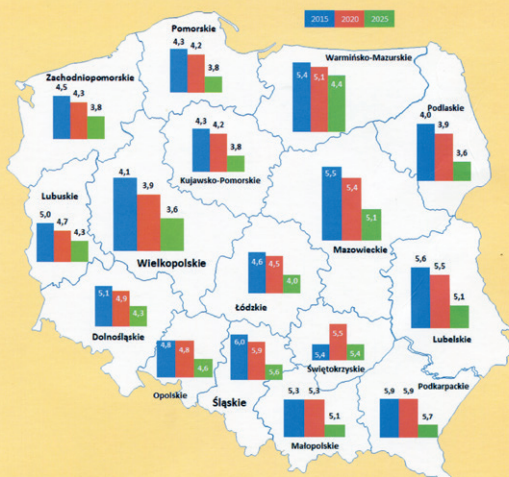 2015 2020 2025
Pomorskie
4,3 4,2 3,8
Zachodniopomorskie
4,5 4,3 3,8
Warmińsko-Mazurskie
5,4 5,1 4,4
Podlaskie
4,0 3,9 3,6
4,3 4,2 3,8
Kujawsko-Pomorskie
Lubuskie
5,0 4,7 4,3
4,1 3,9 3,6
Wielkopolskie
5,5 5,4 5,1
Mazowieckie
4,6 4,5 4,0
Łódzkie
5,6 5,5 5,1
Lubelskie
5,1 4,9 4,3
Dolnośląskie
4,8 4,8 4,6
Opolskie
6,0 5,9 5,6
Śląskie
5,4 5,5 5,4
Świętokrzyskie
5,3 5,3 5,1
Małopolskie
Podkarpackie
5,9 5,9 5,7